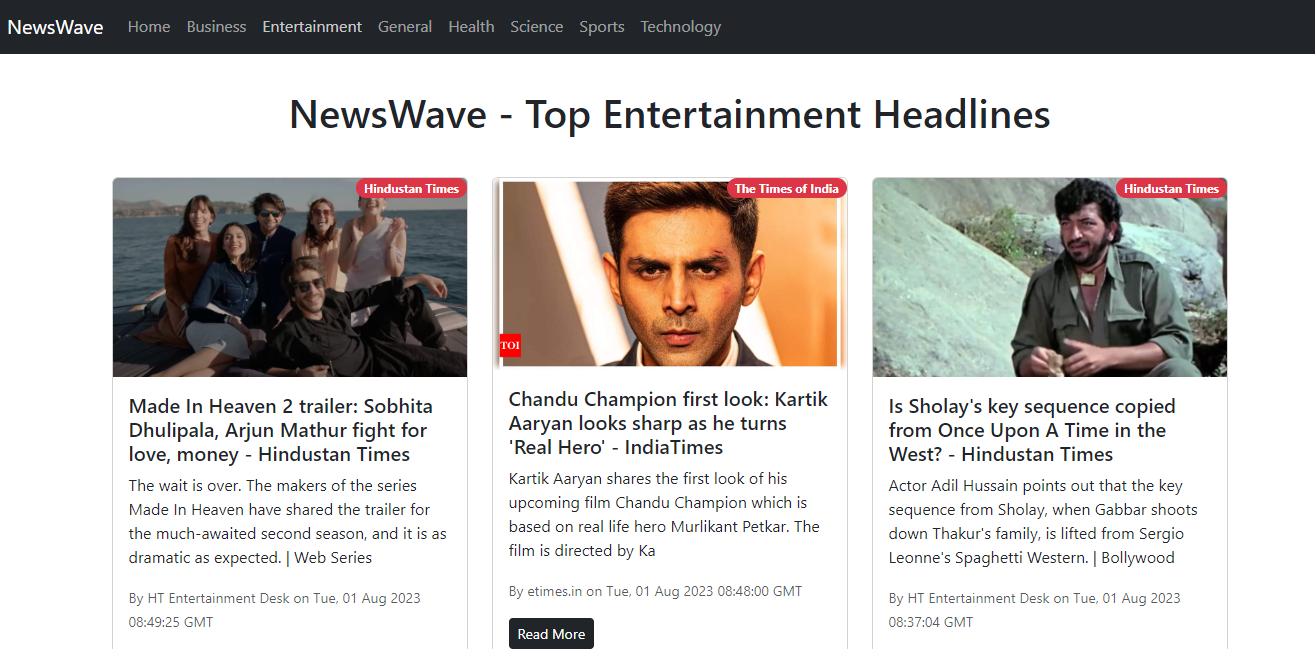 NewsWave Home Business Entertainment General Health Science Sports Technology
NewsWave - Top Entertainment Headlines
Hindustan Times
Made In Heaven 2 trailer: Sobhita
Dhulipala, Arjun Mathur fight for
love, money - Hindustan Times
The wait is over. The makers of the series
Made In Heaven have shared the trailer for
the much-awaited second season, and it is as
dramatic as expected. | Web Series
By HT Entertainment Desk on Tue, 01 Aug 2023
08:49:25 GMT
The Times of India
TOI
Chandu Champion first look: Kartik
Aaryan looks sharp as he turns
'Real Hero' - IndiaTimes
Kartik Aaryan shares the first look of his
upcoming film Chandu Champion which is
based on real life hero Murlikant Petkar. The
film is directed by Ka
By etimes.in on Tue, 01 Aug 2023 08:48:00 GMT
Read More
Hindustan Times
Is Sholay's key sequence copied
from Once Upon A Time in the
West? - Hindustan Times
Actor Adil Hussain points out that the key
sequence from Sholay, when Gabbar shoots
down Thakur's family, is lifted from Sergio
Leonne's Spaghetti Western. | Bollywood
By HT Entertainment Desk on Tue, 01 Aug 2023
08:37:04 GMT